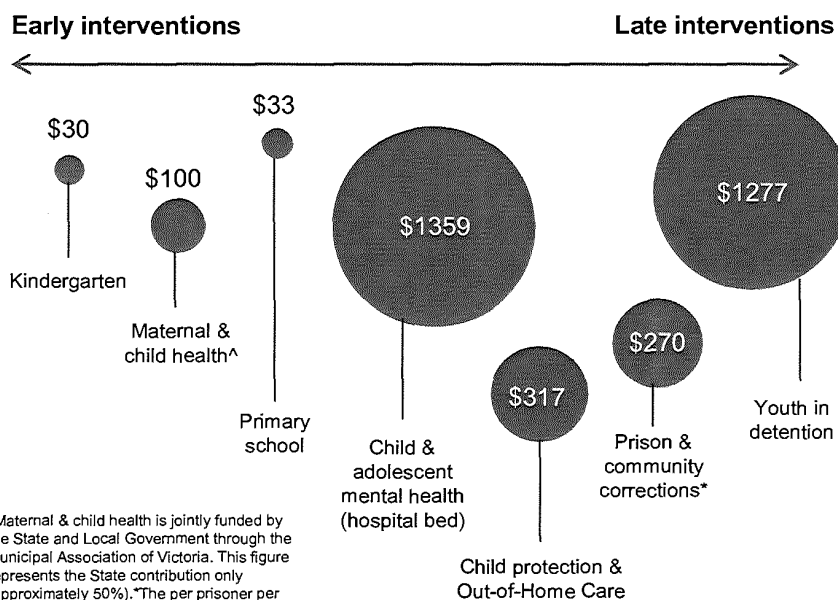 Early interventions
Late interventions
$30
$100
$33
$1359
$317
$270
$1277
Kindergarten
Maternal &
child health^
Primary
school
Child &
adolescent
mental health
(hospital bed)
Child protection &
Out-of-Home Care
Prison &
community
corrections*
Youth in
detention
Maternal & child health is jointly funded by
e State and Local Government through the
unicipal Association of Victoria. This figure
epresents the State contribution only
pproximately 50%).*The per prisoner per